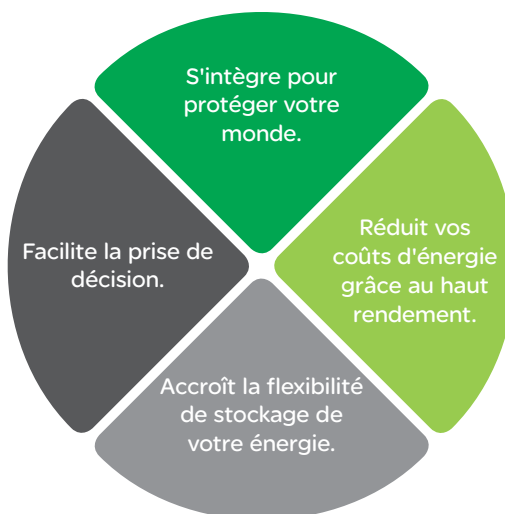 S'intègre pour
protéger votre
monde.
Réduit vos
coûts d'énergie
grâce au haut
rendement.
Accroît la flexibilité
de stockage de
votre énergie.
Facilite la prise de
décision.